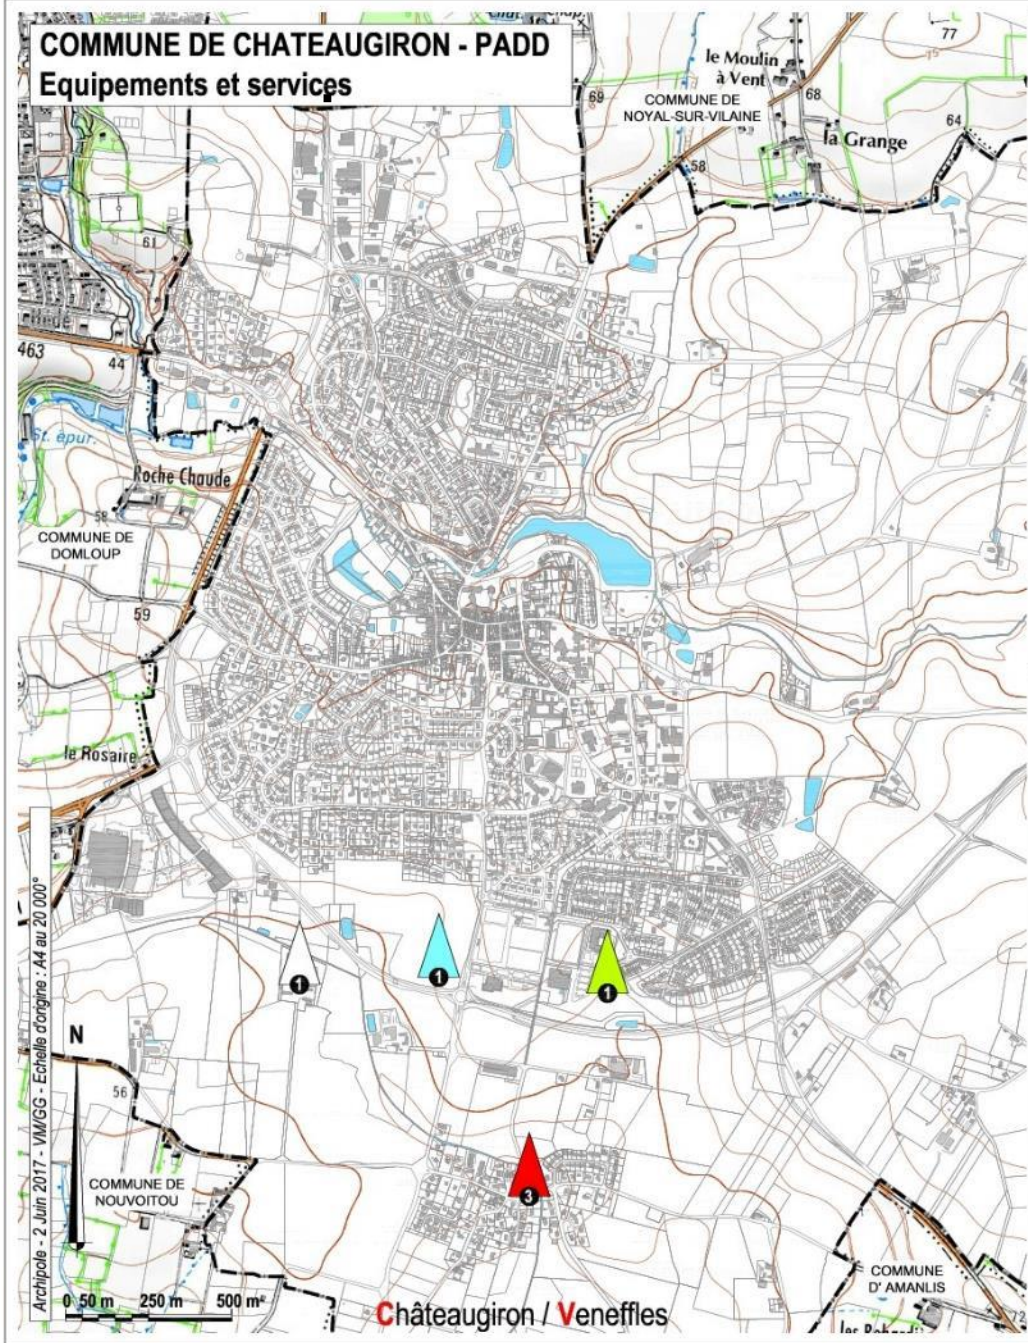 COMMUNE DE CHATEAUGIRON - PADD
Equipements et services
77
le Moulin
à Vent
69
68
COMMUNE DE
NOYAL-SUR-VILAINE
64
la Grange
58
61
463
44
St. épur.
Roche Chaude
58
COMMUNE DE
DOMLOUP
59
le Rosaire
1
1
1
N
56
3
COMMUNE DE
NOUVOITOU
COMMUNE
D' AMANLIS
Archipole - 2 Juin 2017 - VM/GG - Echelle d'origine : A4 au 20 000°
0 50 m 250 m 500 m²
Châteaugiron / Veneffles
72